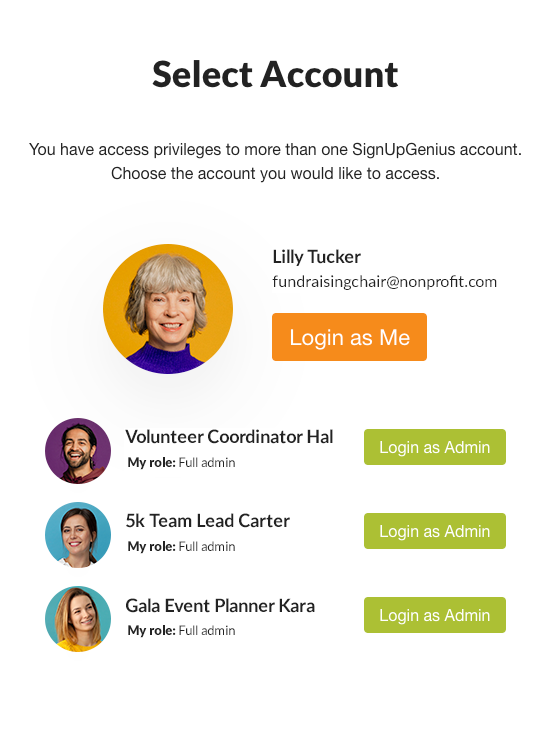 Select Account
You have access privileges to more than one SignUpGenius account.
Choose the account you would like to access.
Lilly Tucker
fundraisingchair@nonprofit.com
Login as Me
Volunteer Coordinator Hal
My role: Full admin
Login as Admin
5k Team Lead Carter
My role: Full admin
Login as Admin
Gala Event Planner Kara
My role: Full admin
Login as Admin